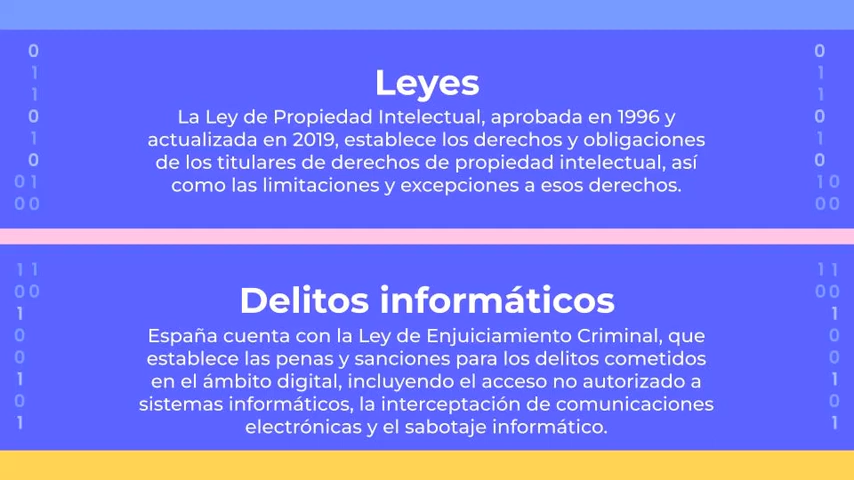 Leyes
La Ley de Propiedad Intelectual, aprobada en 1996 y
actualizada en 2019, establece los derechos y obligaciones
de los titulares de derechos de propiedad intelectual, así
como las limitaciones y excepciones a esos derechos.
0
1
1
0
1
0
01
00
0
1
1
0
1
0
10
00
Delitos informáticos
España cuenta con la Ley de Enjuiciamiento Criminal, que
establece las penas y sanciones para los delitos cometidos
en el ámbito digital, incluyendo el acceso no autorizado a
sistemas informáticos, la interceptación de comunicaciones
electrónicas y el sabotaje informático.
11
00
1
0
0
1
0
1
11
00
1
0
0
1
0
1